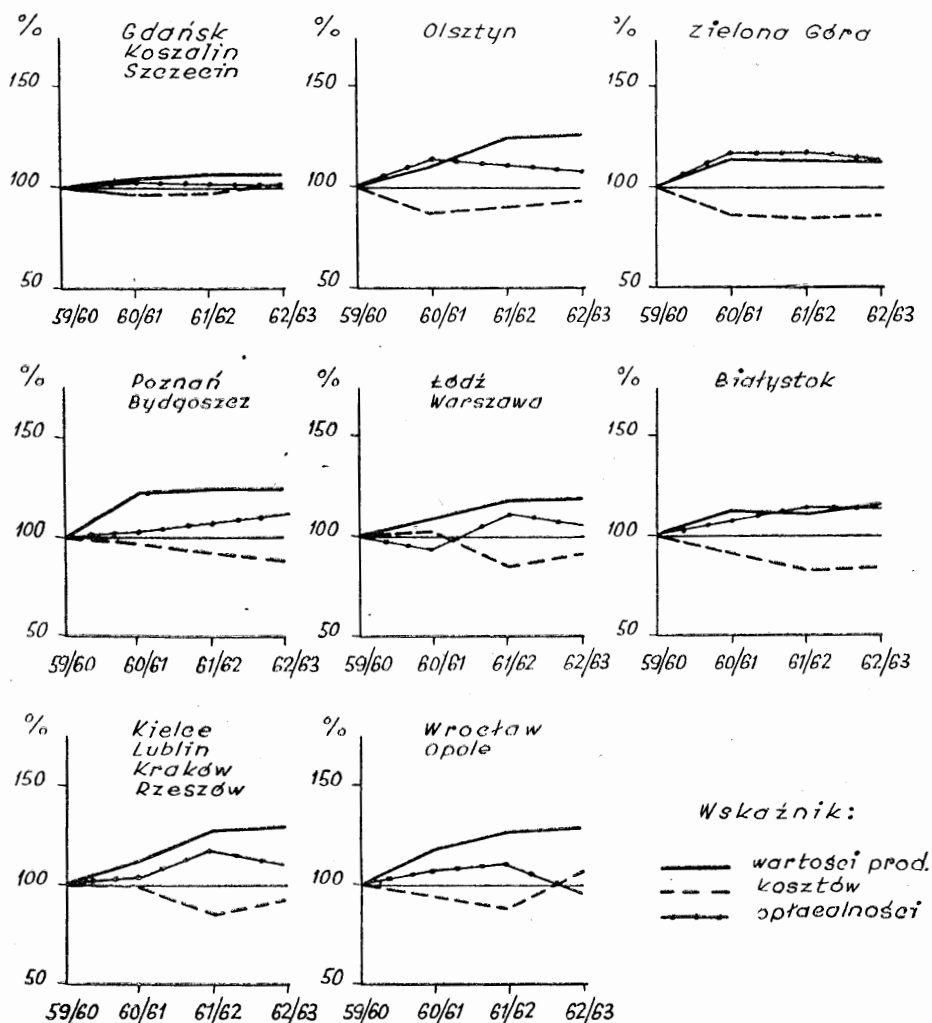 %
Gdańsk
Koszalin
Szczecin
150
100
50
59/60 60/61 61/62 62/63
%
Olsztyn
150
100
50
59/60 60/61 61/62 62/63
%
Zielona Góra
150
100
50
59/60 60/61 61/62 62/63
%
Poznań
Bydgoszcz
150
100
50
59/60 60/61 61/62 62/63
%
Łódź
Warszawa
150
100
50
59/60 60/61 61/62 62/63
%
Białystok
150
100
50
59/60 60/61 61/62 62/63
%
Kielce
Lublin
Kraków
Rzeszów
150
100
50
59/60 60/61 61/62 62/63
%
Wrocław
Opole
150
100
50
59/60 60/61 61/62 62/63
Wskaźnik:
wartości prod.
kosztów
opłacalności